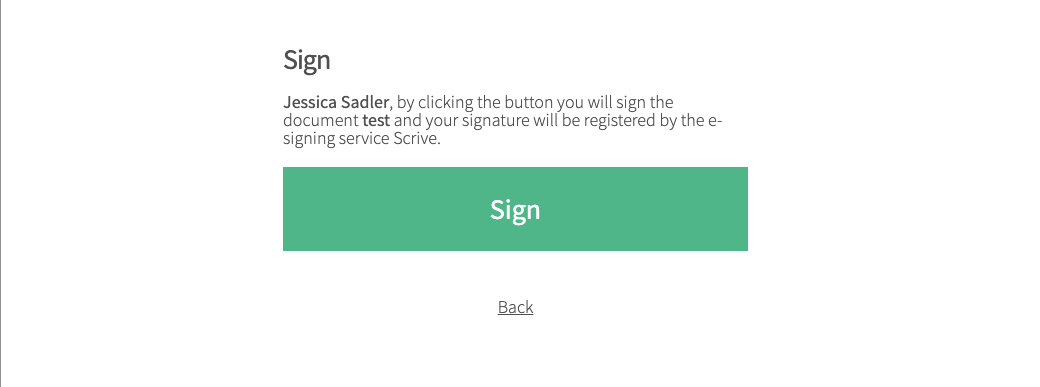 Sign
Jessica Sadler, by clicking the button you will sign the
document test and your signature will be registered by the e-
signing service Scrive.
Sign
Back